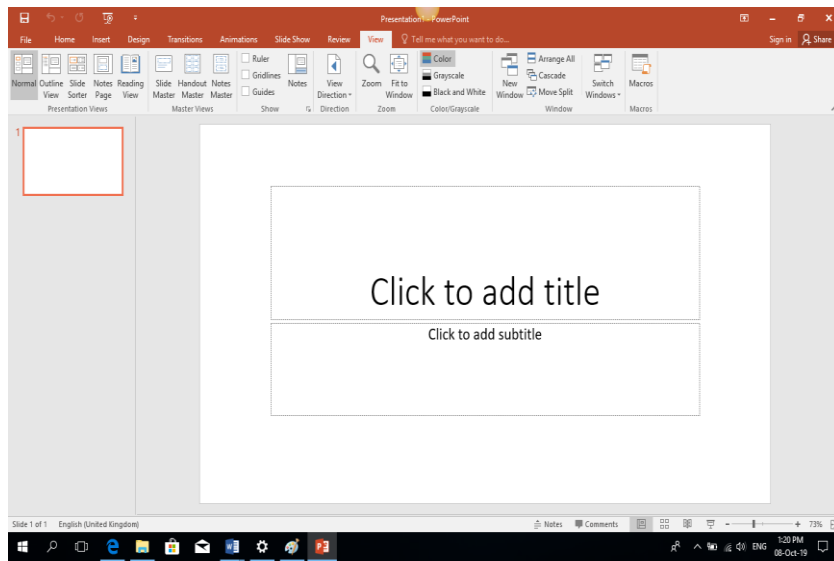 Presentation1 - PowerPoint
File Home Insert Design Transitions Animations Slide Show Review View Tell me what you want to do... Sign in Share
Normal Outline View Slide Sorter Notes Page Reading View
Presentation Views
Slide Master Handout Master Notes Master
Master Views
Ruler
Gridlines
Guides
Notes
Show
View Direction
Direction
Zoom Fit to Window
Zoom
Color
Grayscale
Black and White
Color/Grayscale
New Window
Arrange All
Cascade
Move Split
Switch Windows
Window
Macros
Macros
1
Click to add title
Click to add subtitle
Slide 1 of 1 English (United Kingdom) Notes Comments 73%
ENG 1:20 PM
08-Oct-19